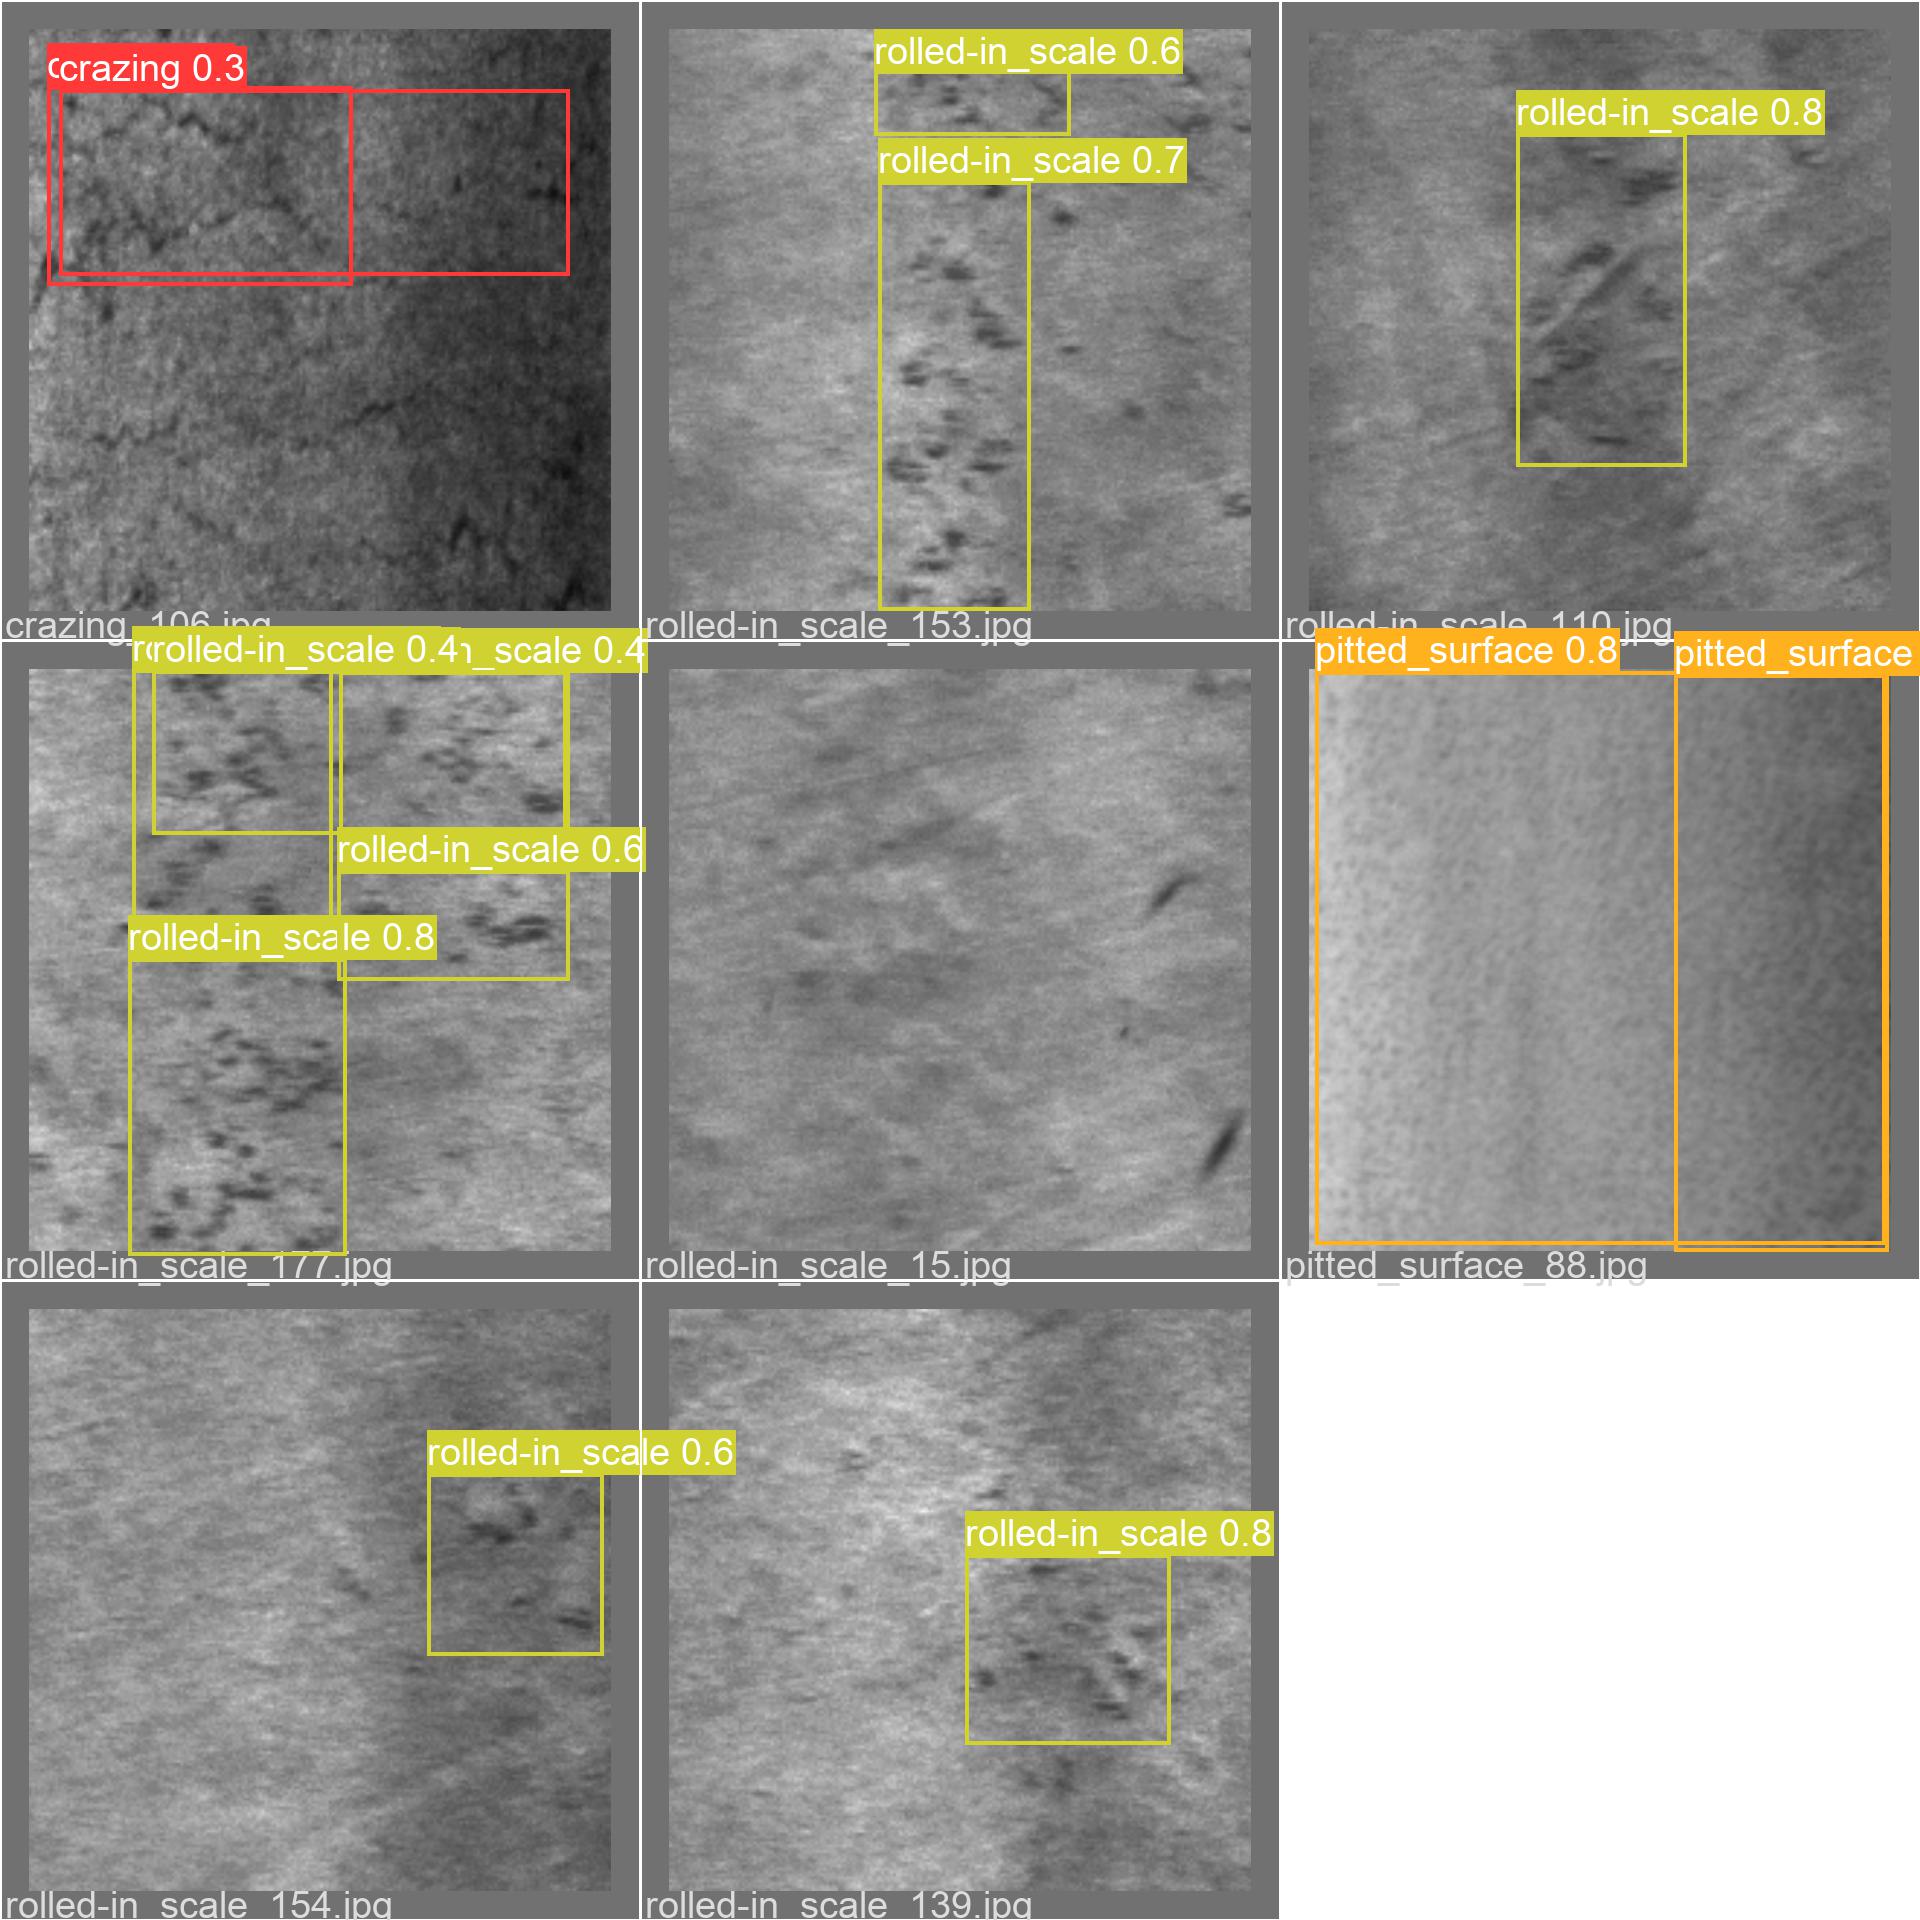 crazing 0.3
rolled-in_scale 0.6
rolled-in_scale 0.7
rolled-in_scale 0.8
crazing_106.jpg
rolled-in_scale_153.jpg
rolled-in_scale_110.jpg
rolled-in_scale 0.4
_scale 0.4
rolled-in_scale 0.6
rolled-in_scale 0.8
pitted_surface 0.8
pitted_surface
rolled-in_scale_177.jpg
rolled-in_scale_15.jpg
pitted_surface_88.jpg
rolled-in_scale 0.6
rolled-in_scale 0.8
rolled-in_scale_154.jpg
rolled-in_scale_139.jpg